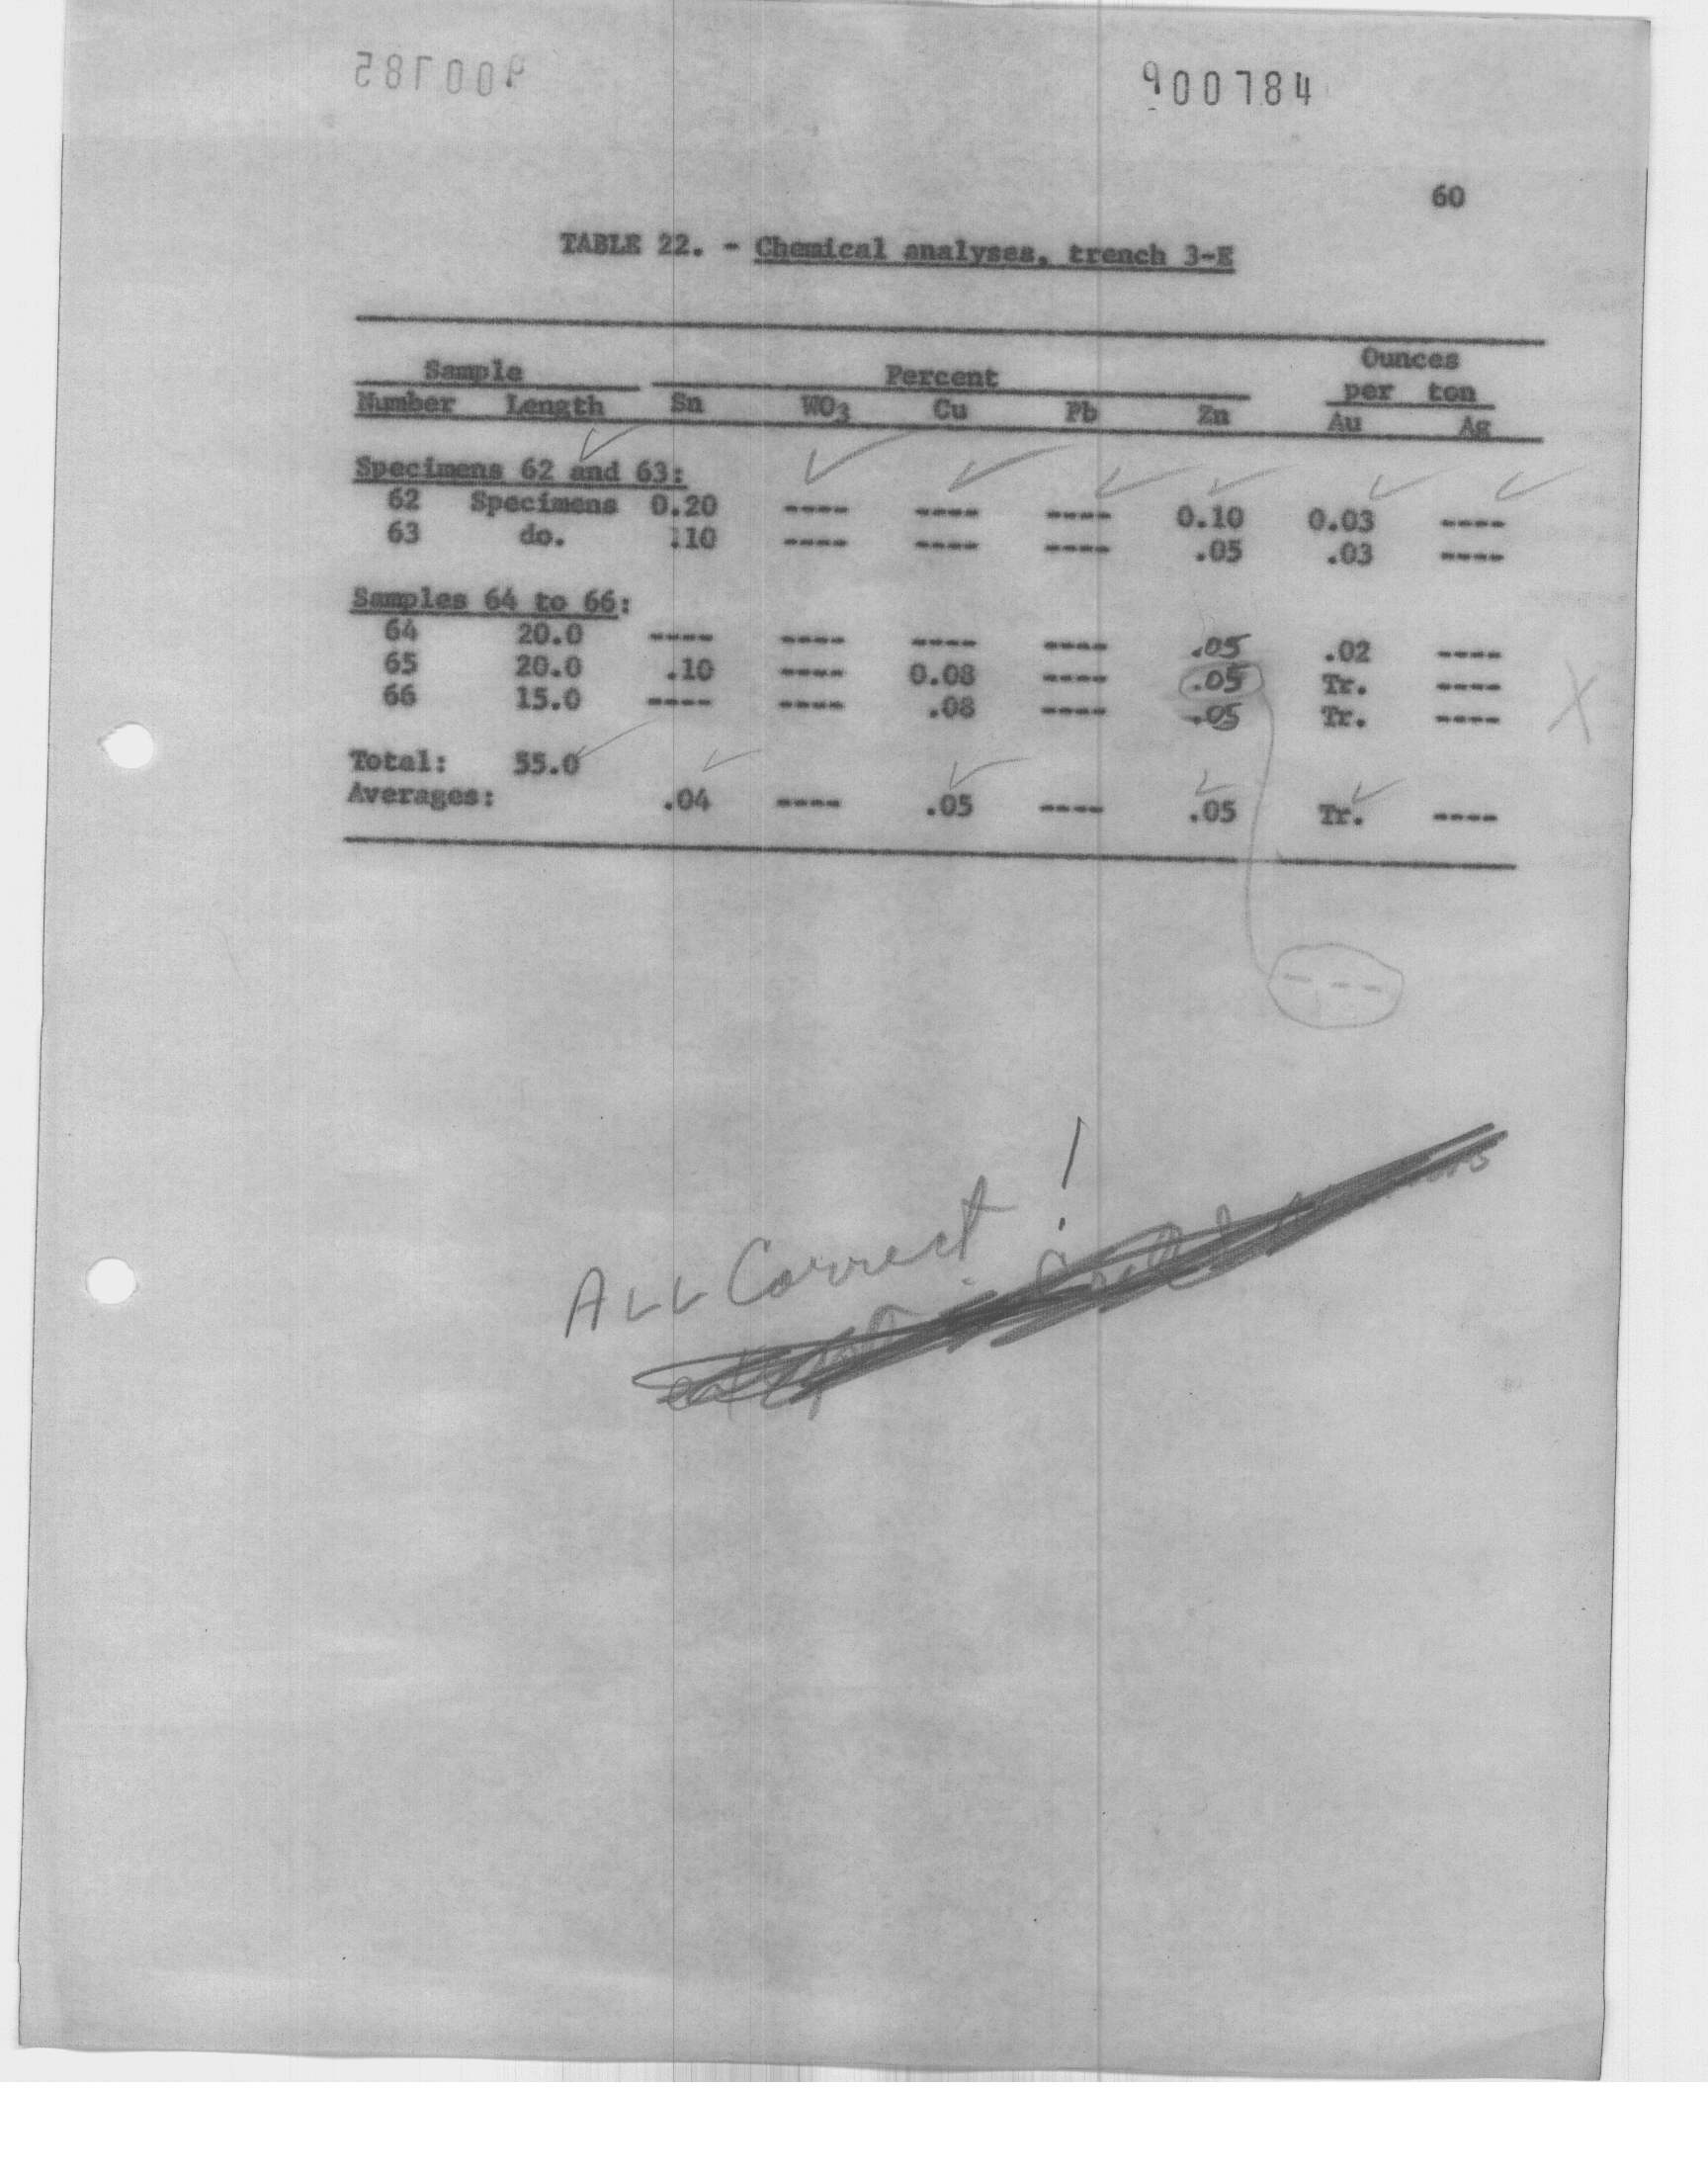 900785
900784
60
TABLE 22. - Chemical analyses, trench 3-E
Sample Percent Ounces per ton
Number Length Sn WO3 Cu Pb Zn Au Ag
Specimens 62 and 63:
62 Specimens 0.20 ---- ---- ---- 0.10 0.03 ----
63 do. .10 ---- ---- ---- .05 .03 ----
Samples 64 to 66:
64 20.0 ---- ---- ---- ---- .05 .02 ----
65 20.0 .10 ---- 0.08 ---- .05 Tr. ----
66 15.0 ---- ---- .08 ---- .05 Tr. ---- X
Total: 55.0
Averages: .04 ---- .05 ---- .05 Tr. ----
---
ALL Correct!